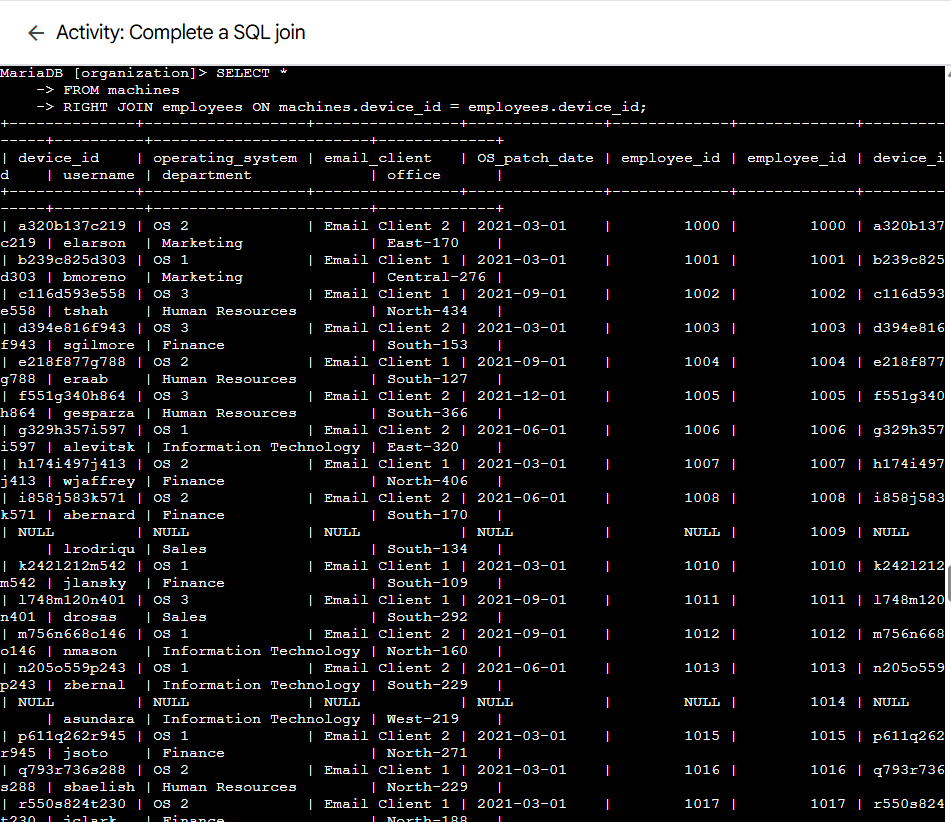 ← Activity: Complete a SQL join
MariaDB [organization]> SELECT *
    -> FROM machines
    -> RIGHT JOIN employees ON machines.device_id = employees.device_id;
+--------------+------------------+----------------+---------------+-------------+-------------+---------
-----+----------+------------------------+-------------+
| device_id    | operating_system | email_client   | OS_patch_date | employee_id | employee_id | device_i
d    | username | department             | office      |
+--------------+------------------+----------------+---------------+-------------+-------------+---------
-----+----------+------------------------+-------------+
| a320b137c219 | OS 2             | Email Client 2 | 2021-03-01    |        1000 |        1000 | a320b137
c219 | elarson  | Marketing              | East-170    |
| b239c825d303 | OS 1             | Email Client 1 | 2021-03-01    |        1001 |        1001 | b239c825
d303 | bmoreno  | Marketing              | Central-276 |
| c116d593e558 | OS 3             | Email Client 1 | 2021-09-01    |        1002 |        1002 | c116d593
e558 | tshah    | Human Resources        | North-434   |
| d394e816f943 | OS 3             | Email Client 2 | 2021-03-01    |        1003 |        1003 | d394e816
f943 | sgilmore | Finance                | South-153   |
| e218f877g788 | OS 2             | Email Client 1 | 2021-09-01    |        1004 |        1004 | e218f877
g788 | eraab    | Human Resources        | South-127   |
| f551g340h864 | OS 3             | Email Client 2 | 2021-12-01    |        1005 |        1005 | f551g340
h864 | gesparza | Human Resources        | South-366   |
| g329h357i597 | OS 1             | Email Client 2 | 2021-06-01    |        1006 |        1006 | g329h357
i597 | alevitsk | Information Technology | East-320    |
| h174i497j413 | OS 2             | Email Client 1 | 2021-03-01    |        1007 |        1007 | h174i497
j413 | wjaffrey | Finance                | North-406   |
| i858j583k571 | OS 2             | Email Client 2 | 2021-06-01    |        1008 |        1008 | i858j583
k571 | abernard | Finance                | South-170   |
| NULL         | NULL             | NULL           | NULL          |        NULL |        1009 | NULL
     | lrodriqu | Sales                  | South-134   |
| k242l212m542 | OS 1             | Email Client 1 | 2021-03-01    |        1010 |        1010 | k242l212
m542 | jlansky  | Finance                | South-109   |
| l748m120n401 | OS 3             | Email Client 1 | 2021-09-01    |        1011 |        1011 | l748m120
n401 | drosas   | Sales                  | South-292   |
| m756n668o146 | OS 1             | Email Client 2 | 2021-09-01    |        1012 |        1012 | m756n668
o146 | nmason   | Information Technology | North-160   |
| n205o559p243 | OS 1             | Email Client 2 | 2021-06-01    |        1013 |        1013 | n205o559
p243 | zbernal  | Information Technology | South-229   |
| NULL         | NULL             | NULL           | NULL          |        NULL |        1014 | NULL
     | asundara | Information Technology | West-219    |
| p611q262r945 | OS 1             | Email Client 2 | 2021-03-01    |        1015 |        1015 | p611q262
r945 | jsoto    | Finance                | North-271   |
| q793r736s288 | OS 2             | Email Client 1 | 2021-03-01    |        1016 |        1016 | q793r736
s288 | sbaelish | Human Resources        | North-229   |
| r550s824t230 | OS 2             | Email Client 1 | 2021-03-01    |        1017 |        1017 | r550s824
t230 | jclark   | Finance                | North-188   |